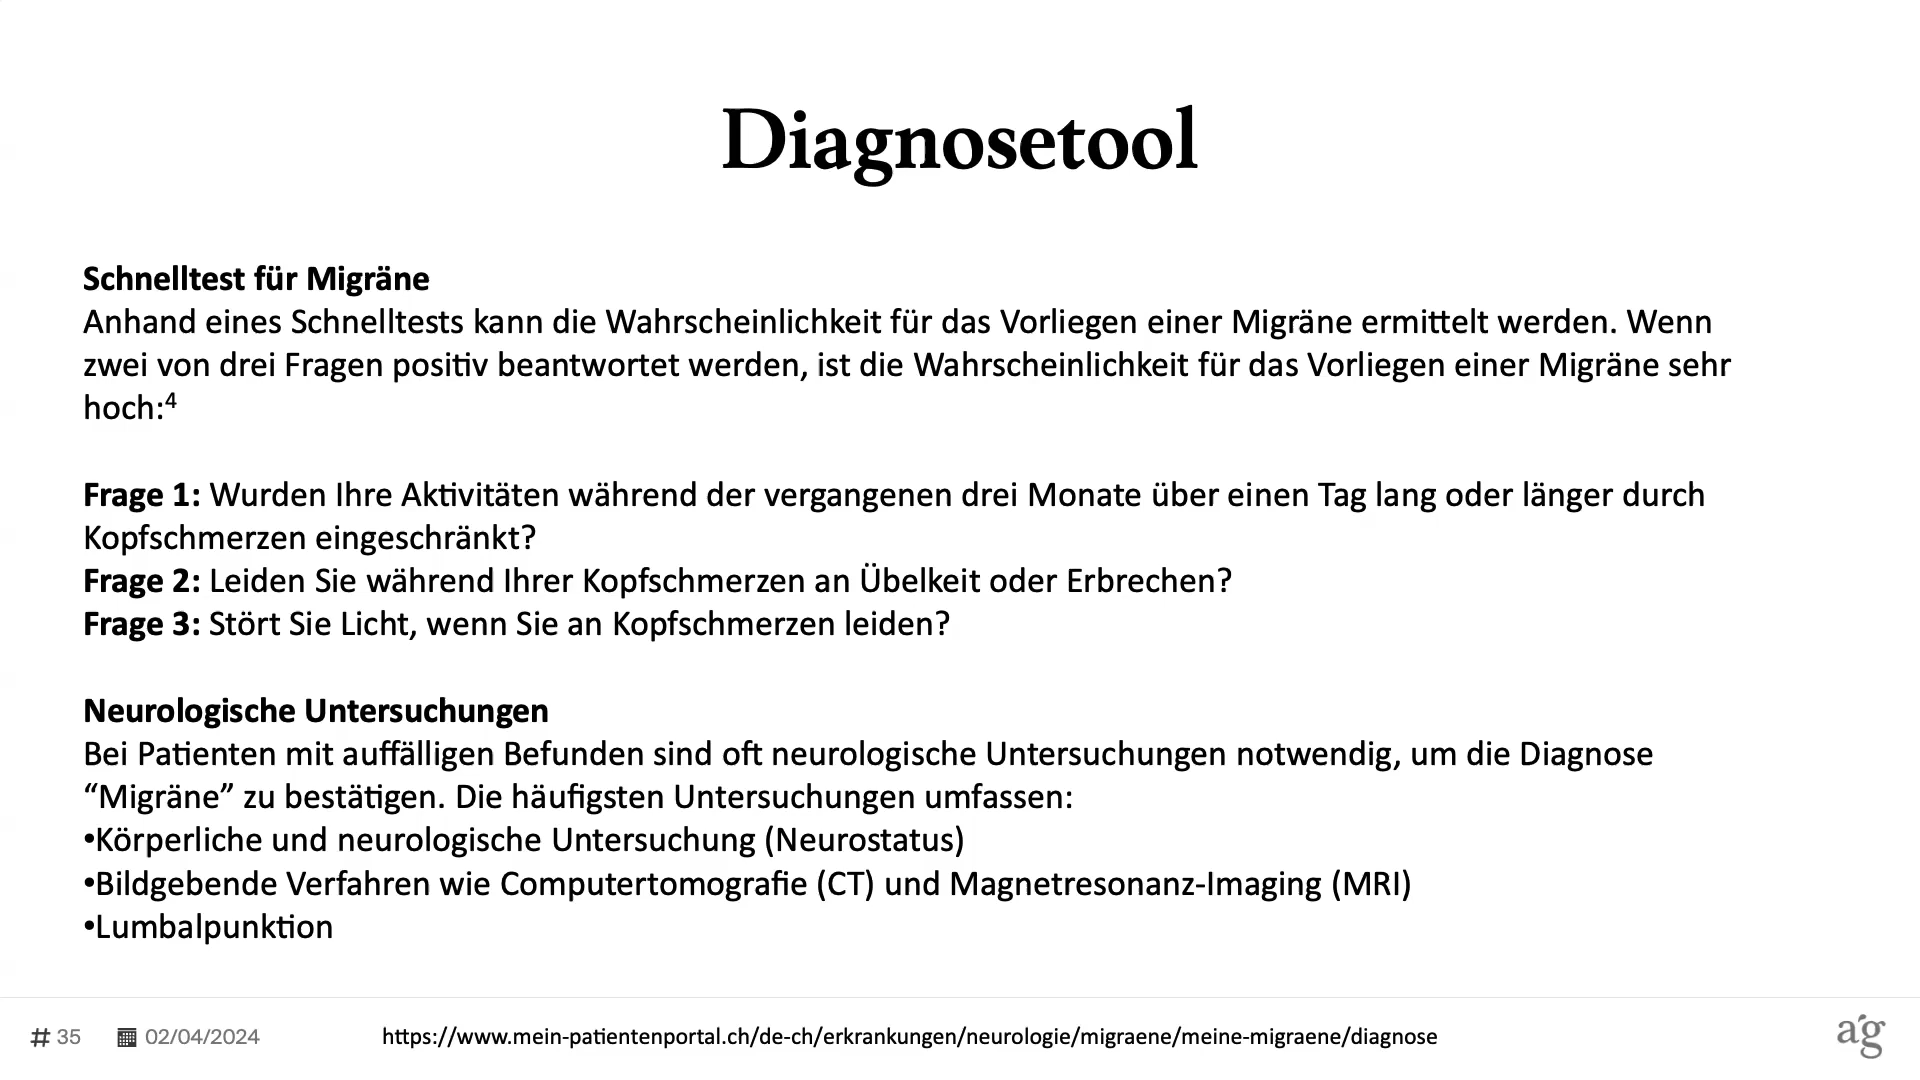 Diagnosetool
Schnelltest für Migräne
Anhand eines Schnelltests kann die Wahrscheinlichkeit für das Vorliegen einer Migräne ermittelt werden. Wenn
zwei von drei Fragen positiv beantwortet werden, ist die Wahrscheinlichkeit für das Vorliegen einer Migräne sehr
hoch:⁴
Frage 1: Wurden Ihre Aktivitäten während der vergangenen drei Monate über einen Tag lang oder länger durch
Kopfschmerzen eingeschränkt?
Frage 2: Leiden Sie während Ihrer Kopfschmerzen an Übelkeit oder Erbrechen?
Frage 3: Stört Sie Licht, wenn Sie an Kopfschmerzen leiden?
Neurologische Untersuchungen
Bei Patienten mit auffälligen Befunden sind oft neurologische Untersuchungen notwendig, um die Diagnose
“Migräne” zu bestätigen. Die häufigsten Untersuchungen umfassen:
•Körperliche und neurologische Untersuchung (Neurostatus)
•Bildgebende Verfahren wie Computertomografie (CT) und Magnetresonanz-Imaging (MRI)
•Lumbalpunktion
# 35 02/04/2024 https://www.mein-patientenportal.ch/de-ch/erkrankungen/neurologie/migraene/meine-migraene/diagnose a'g